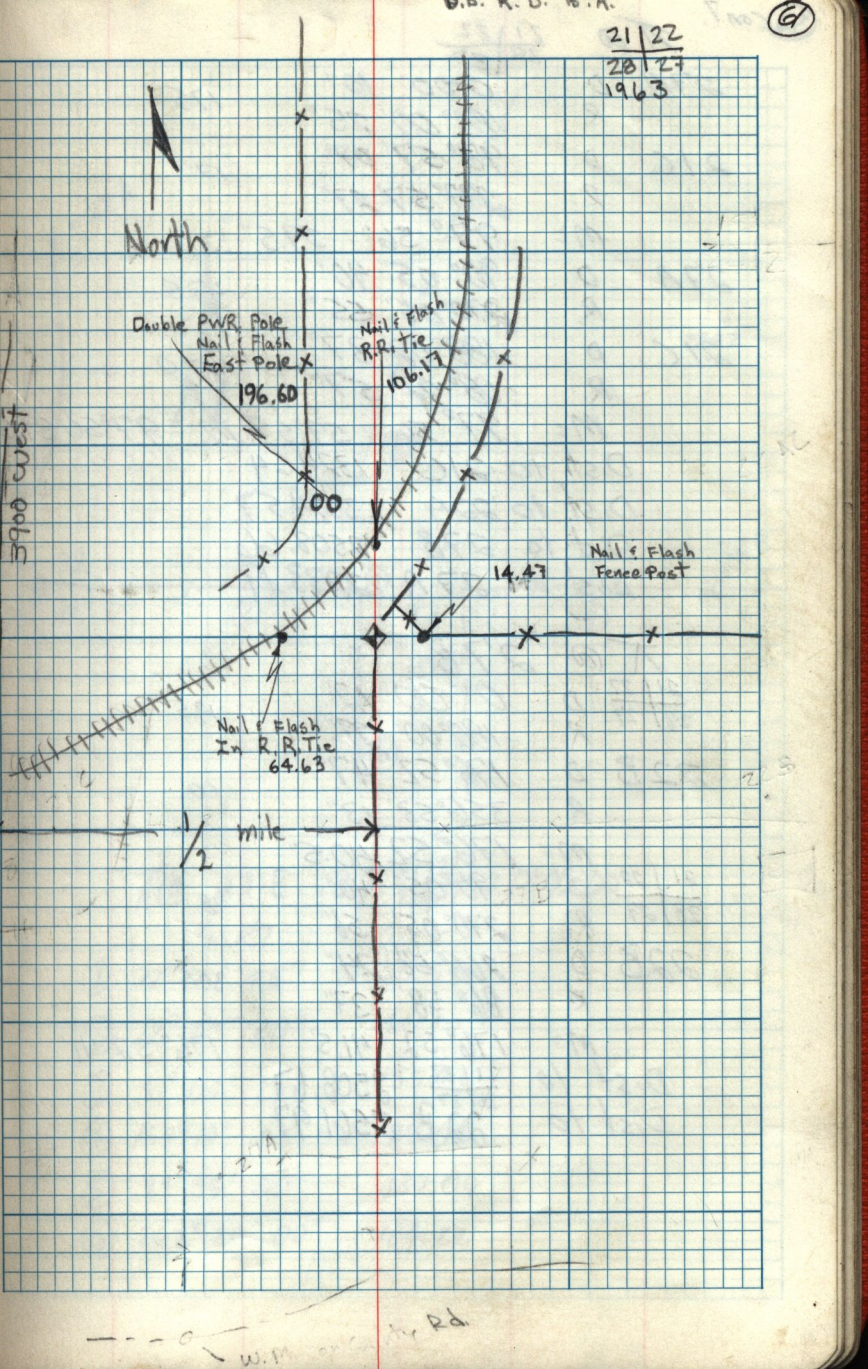 6
21 | 22
28 | 27
1963
North
Double PWR. Pole
Nail & Flash
East Pole
196.60
Nail & Flash
R.R. Tie
106.17
3900 West
14.47
Nail & Flash
Fence Post
Nail & Flash
In R.R. Tie
64.63
1/2 mile
Rd.